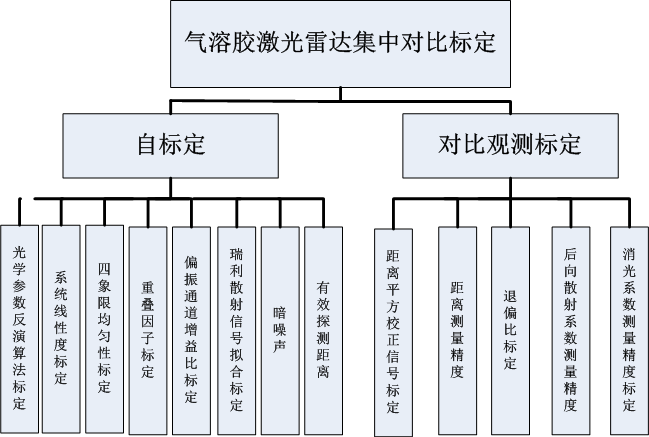 气溶胶激光雷达集中对比标定
自标定
对比观测标定
光学参数反演算法标定
系统线性度标定
四象限均匀性标定
重叠因子标定
偏振通道增益比标定
瑞利散射信号拟合标定
暗噪声
有效探测距离
距离平方校正信号标定
距离测量精度
退偏比标定
后向散射系数测量精度
消光系数测量精度标定